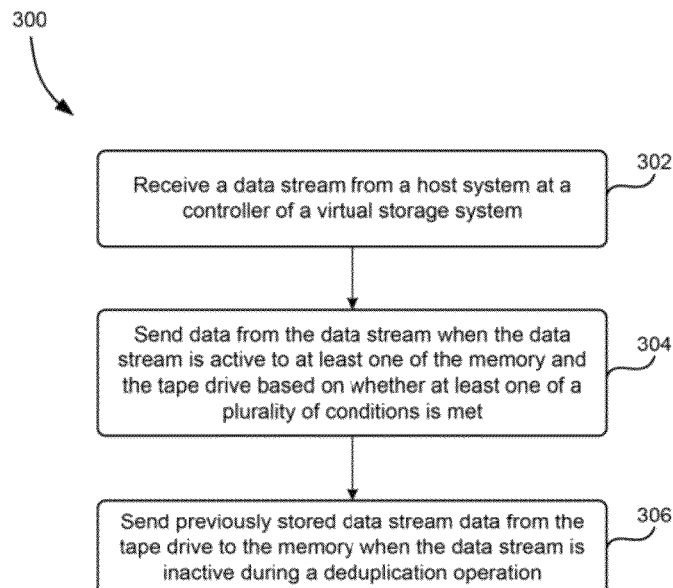 300
302
Receive a data stream from a host system at a
controller of a virtual storage system
304
Send data from the data stream when the data
stream is active to at least one of the memory and
the tape drive based on whether at least one of a
plurality of conditions is met
306
Send previously stored data stream data from the
tape drive to the memory when the data stream is
inactive during a deduplication operation